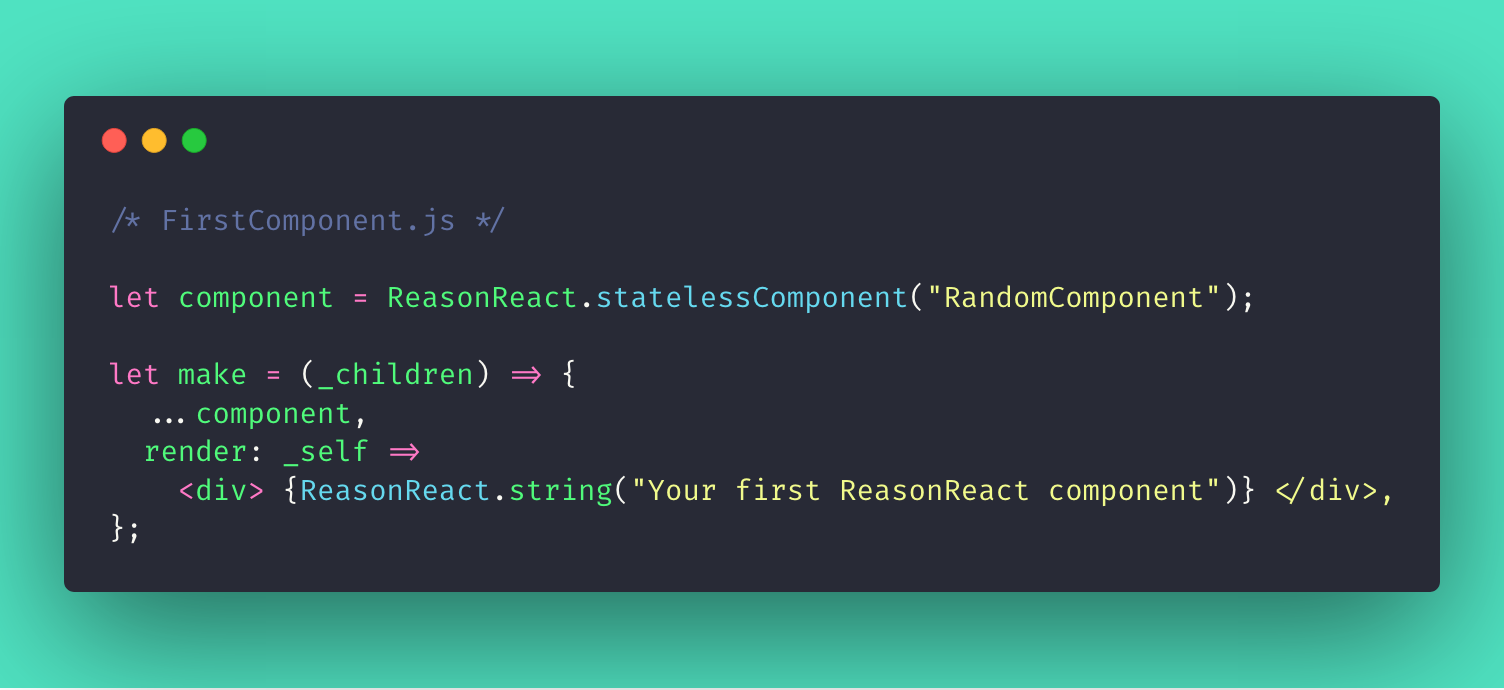 /* FirstComponent.js */
let component = ReasonReact.statelessComponent("RandomComponent");
let make = (_children) => {
...component,
render: _self =>
<div> {ReasonReact.string("Your first ReasonReact component")} </div>,
};